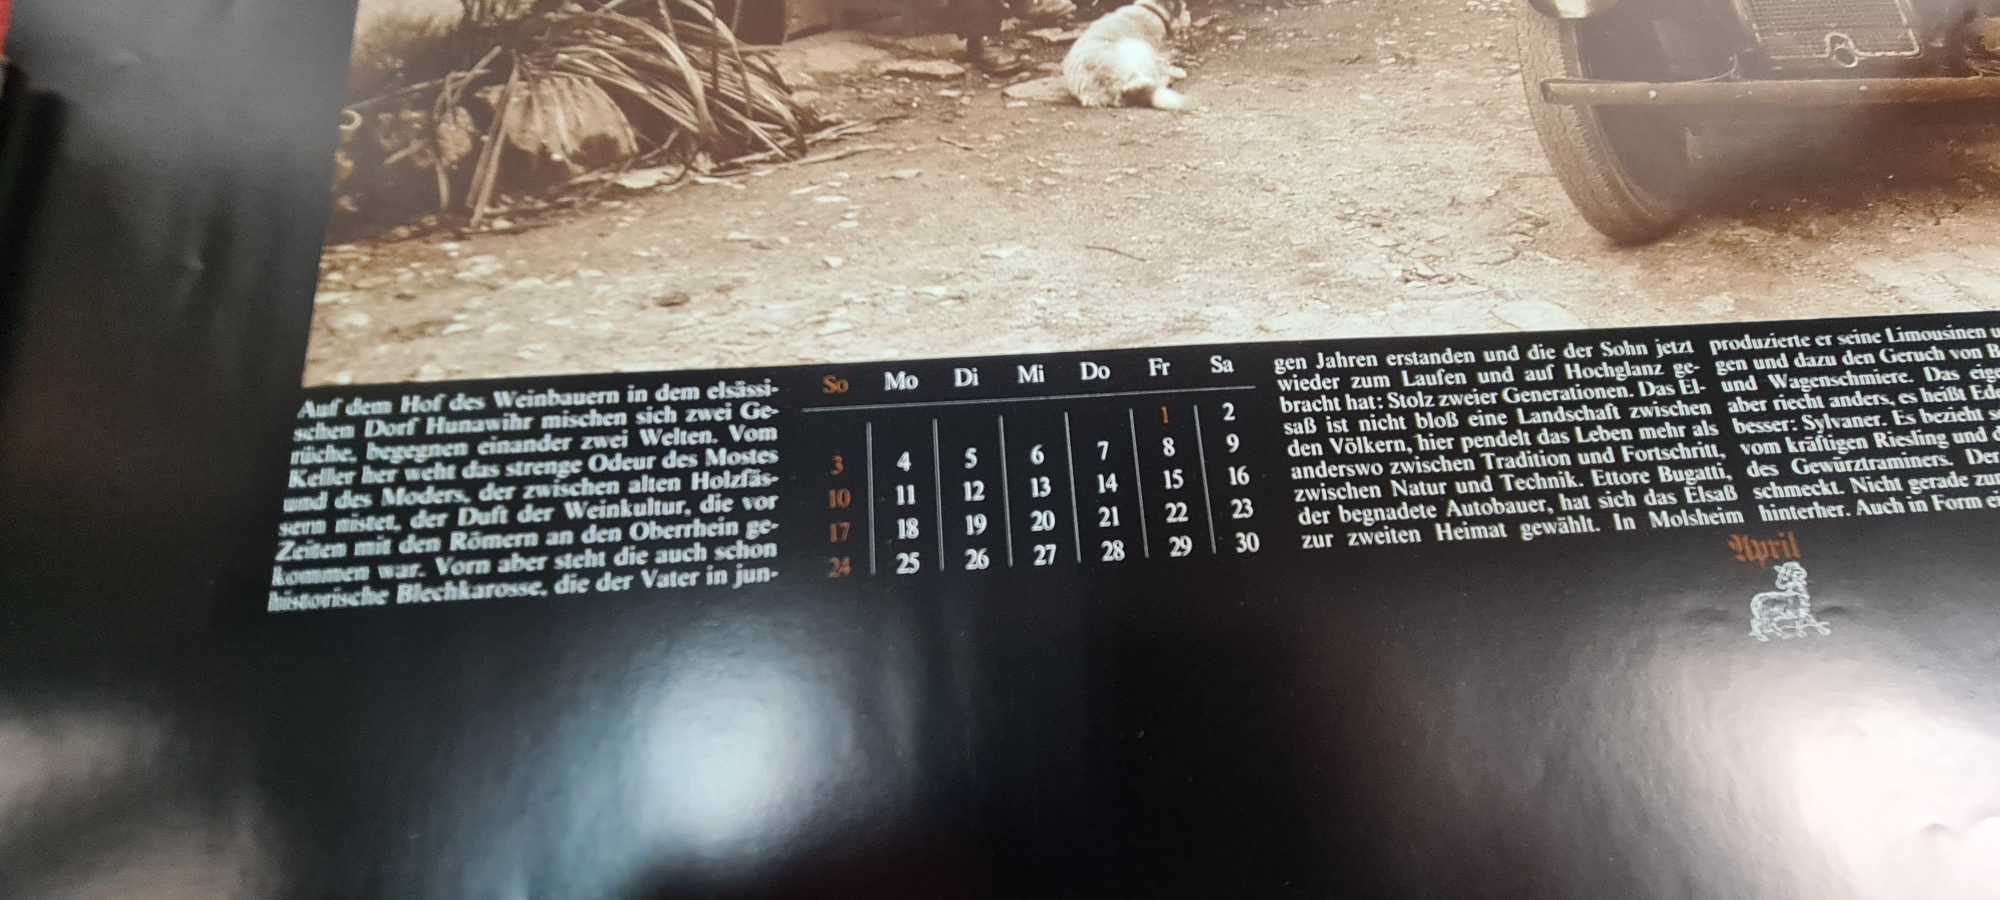 Auf dem Hof des Weinbauern in dem elsässi-
schen Dorf Hunawihr mischen sich zwei Ge-
rüche, begegnen einander zwei Welten. Vom
Keller her weht das strenge Odeur des Mostes
und des Moders, der zwischen alten Holzfäs-
sern nistet, der Duft der Weinkultur, die vor
Zeiten mit den Römern an den Oberrhein ge-
kommen war. Vorn aber steht die auch schon
historische Blechkarosse, die der Vater in jun-
So Mo Di Mi Do Fr Sa
1 2
3 4 5 6 7 8 9
10 11 12 13 14 15 16
17 18 19 20 21 22 23
24 25 26 27 28 29 30
gen Jahren erstanden und die der Sohn jetzt
wieder zum Laufen und auf Hochglanz ge-
bracht hat: Stolz zweier Generationen. Das El-
saß ist nicht bloß eine Landschaft zwischen
den Völkern, hier pendelt das Leben mehr als
anderswo zwischen Tradition und Fortschritt,
zwischen Natur und Technik. Ettore Bugatti,
der begnadete Autobauer, hat sich das Elsaß
zur zweiten Heimat gewählt. In Molsheim
produzierte er seine Limousinen
gen und dazu den Geruch von
und Wagenschmiere. Das
aber riecht anders, es heißt
besser: Sylvaner. Es bezieht
vom kräftigen Riesling und
des Gewürztraminers. Der
schmeckt. Nicht gerade
hinterher. Auch in Form
April